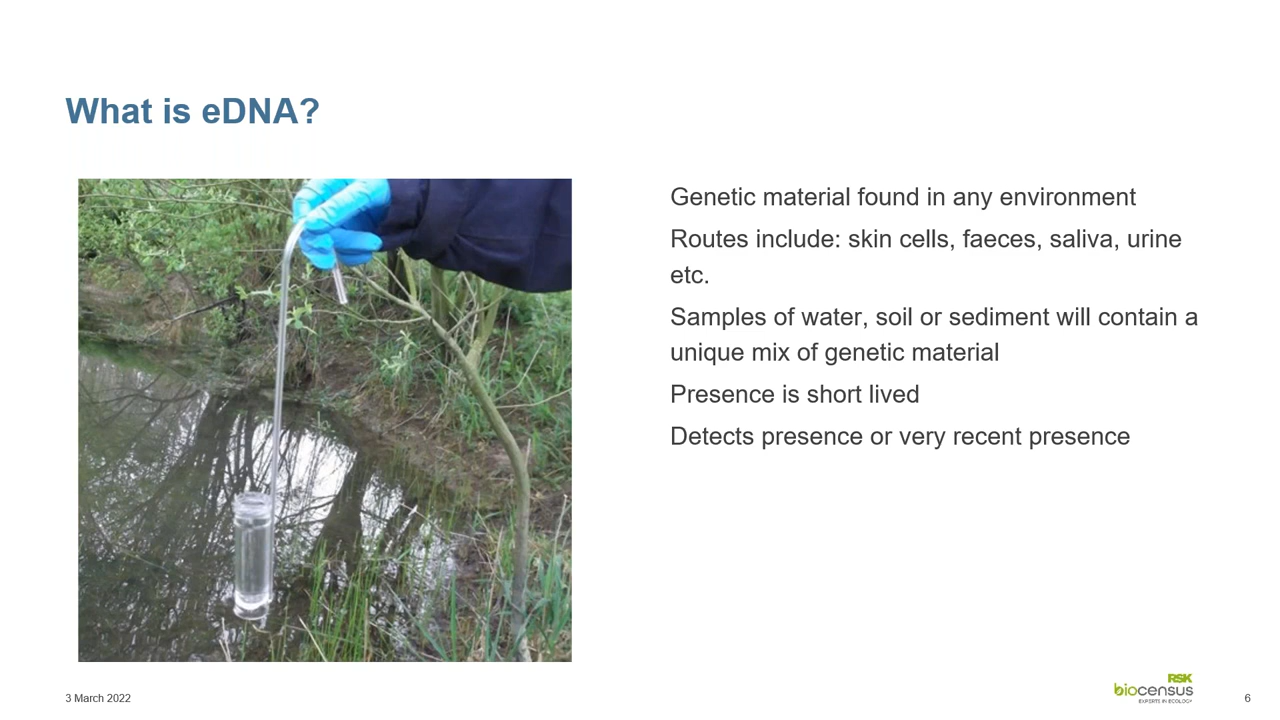 What is eDNA?
Genetic material found in any environment
Routes include: skin cells, faeces, saliva, urine
etc.
Samples of water, soil or sediment will contain a
unique mix of genetic material
Presence is short lived
Detects presence or very recent presence
3 March 2022
RSK
biocensus
EXPERTS IN ECOLOGY
6